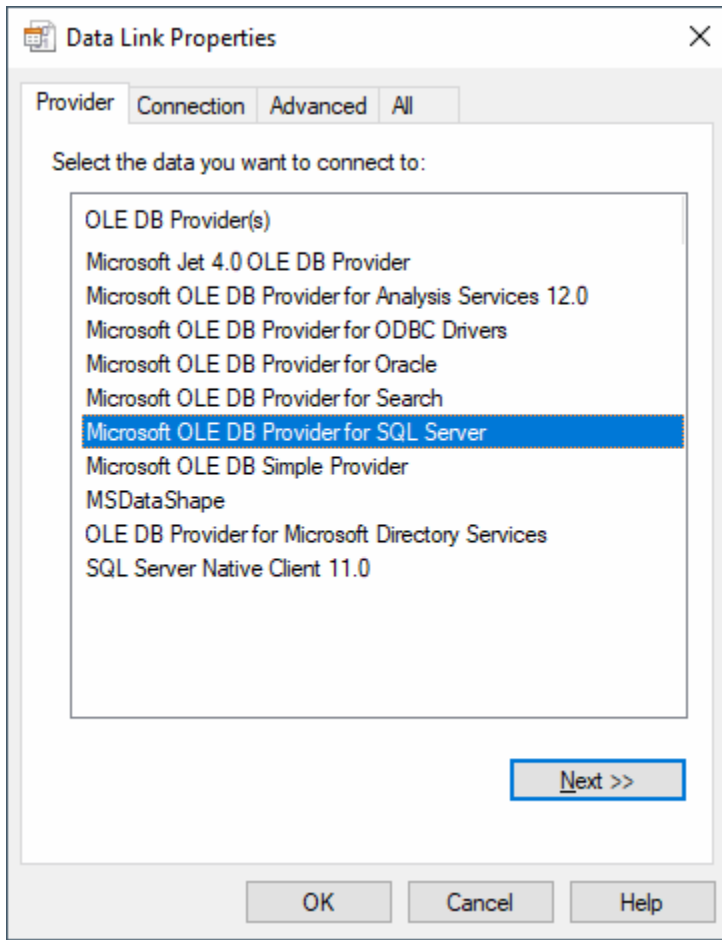 Data Link Properties
Provider
Connection
Advanced
All
Select the data you want to connect to:
OLE DB Provider(s)
Microsoft Jet 4.0 OLE DB Provider
Microsoft OLE DB Provider for Analysis Services 12.0
Microsoft OLE DB Provider for ODBC Drivers
Microsoft OLE DB Provider for Oracle
Microsoft OLE DB Provider for Search
Microsoft OLE DB Provider for SQL Server
Microsoft OLE DB Simple Provider
MSDataShape
OLE DB Provider for Microsoft Directory Services
SQL Server Native Client 11.0
Next >>
OK
Cancel
Help